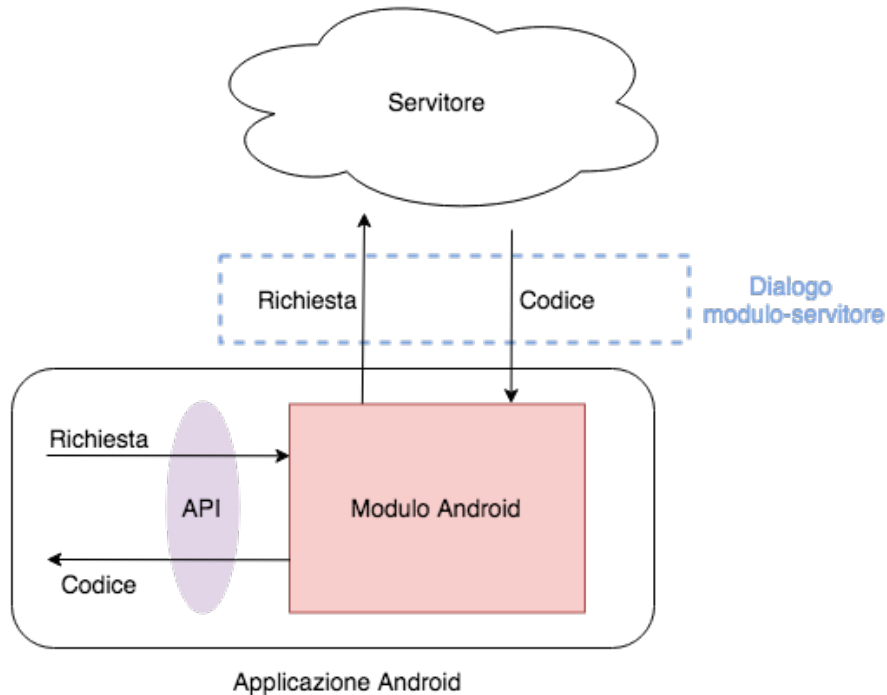 Servitore
Richiesta
Codice
Dialogo
modulo-servitore
Richiesta
API
Modulo Android
Codice
Applicazione Android